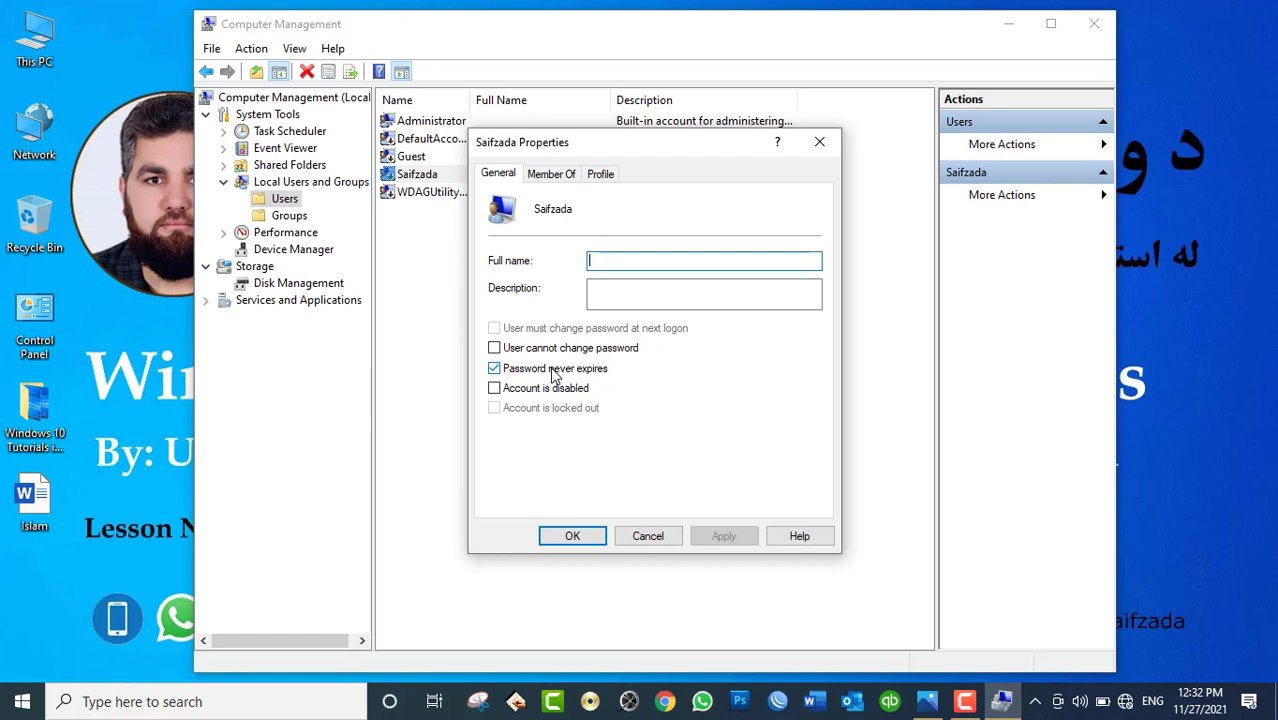 This PC
Network
Recycle Bin
Control
Panel
Windows 10
Tutorials i...
Islam
Computer Management
File Action View Help
Computer Management (Local
System Tools
Task Scheduler
Event Viewer
Shared Folders
Local Users and Groups
Users
Groups
Performance
Device Manager
Storage
Disk Management
Services and Applications
Name Full Name Description
Administrator Built-in account for administering...
DefaultAcco...
Guest
Saifzada
WDAGUtility...
Actions
Users
More Actions
Saifzada
More Actions
Saifzada Properties
?
General Member Of Profile
Saifzada
Full name:
Description:
User must change password at next logon
User cannot change password
Password never expires
Account is disabled
Account is locked out
OK Cancel Apply Help
د و
له است
Win
s
By: U
Lesson N
aifzada
Type here to search
ENG
12:32 PM
11/27/2021